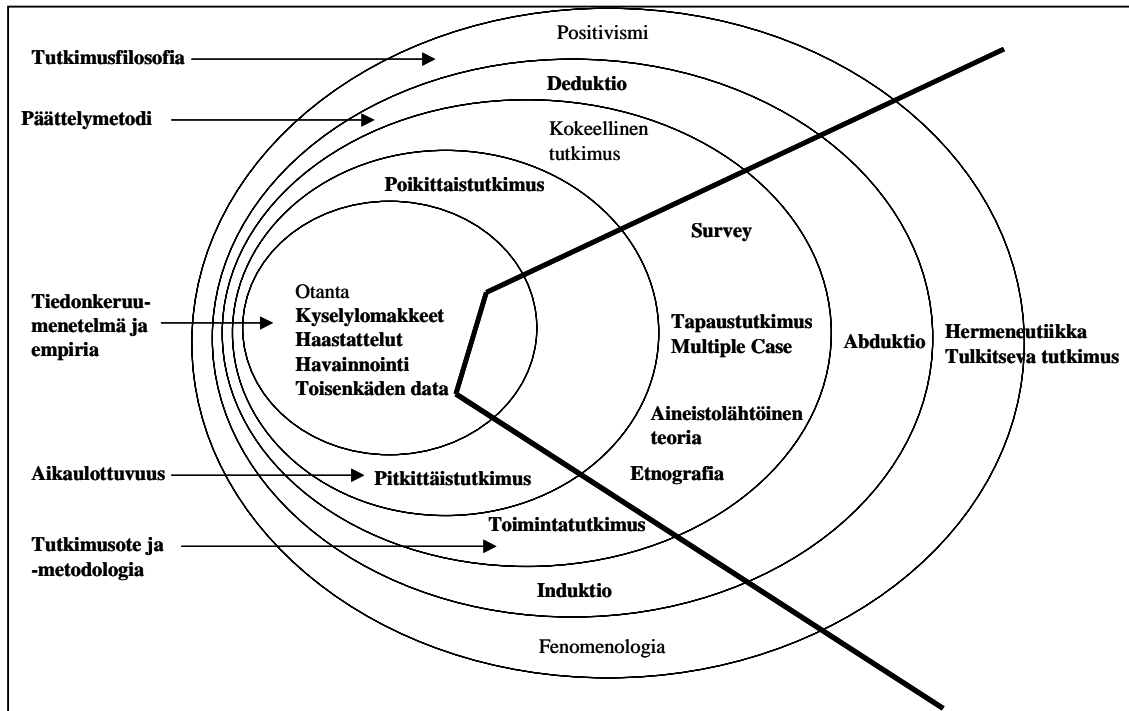 Positivismi
Tutkimusfilosofia
Deduktio
Päättelymetodi
Kokeellinen
tutkimus
Poikittaistutkimus
Survey
Tiedonkeruu-
menetelmä ja
empiria
Otanta
Kyselylomakkeet
Haastattelut
Havainnointi
Toisenkäden data
Tapaustutkimus
Multiple Case
Abduktio
Hermeneutiikka
Tulkitseva tutkimus
Aineistolähtöinen
teoria
Aikaulottuvuus
Pitkittäistutkimus
Etnografia
Toimintatutkimus
Tutkimusote ja
-metodologia
Induktio
Fenomenologia